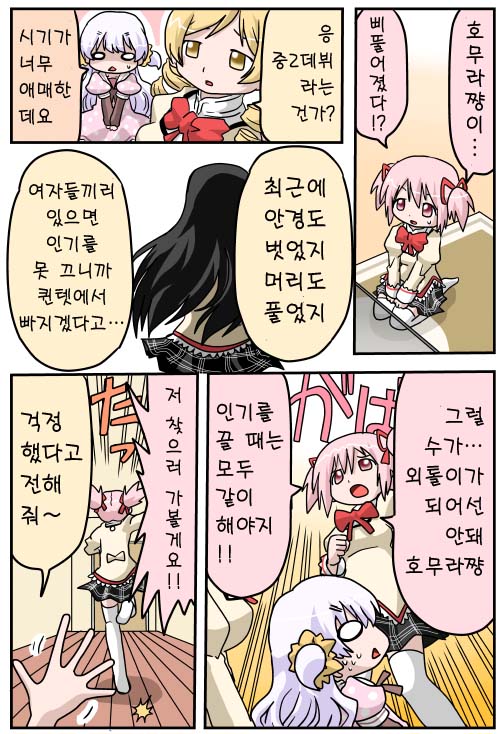 호무라쨩이…
삐뚤어졌다!?
응
중2데뷔
라는
건가?
시기가
너무
애매한
데요
최근에
안경도
벗었지
머리도
풀었지
여자들끼리
있으면
인기를
못 끄니까
퀸텟에서
빠지겠다고…
그럴
수가…
외톨이가
되어선
안돼
호무라쨩
がば
인기를
끌 때는
모두
같이
해야지
!!
저 찾으러 가볼게요!!
たっ
걱정
했다고
전해
줘~